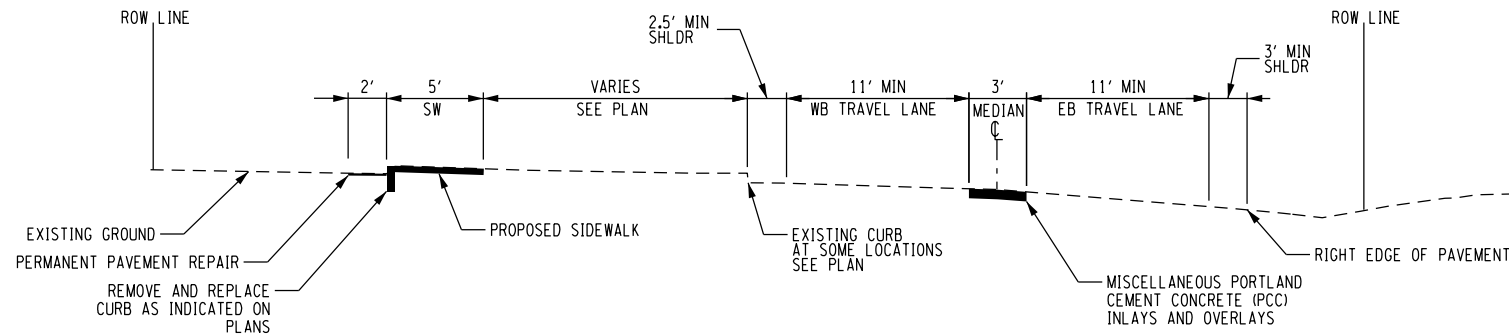 ROW LINE
2.5' MIN
SHLDR
ROW LINE
3' MIN
SHLDR
2'
5'
SW
VARIES
SEE PLAN
11' MIN
WB TRAVEL LANE
3'
MEDIAN
℄
11' MIN
EB TRAVEL LANE
EXISTING GROUND
PERMANENT PAVEMENT REPAIR
REMOVE AND REPLACE
CURB AS INDICATED ON
PLANS
PROPOSED SIDEWALK
EXISTING CURB
AT SOME LOCATIONS
SEE PLAN
MISCELLANEOUS PORTLAND
CEMENT CONCRETE (PCC)
INLAYS AND OVERLAYS
RIGHT EDGE OF PAVEMENT